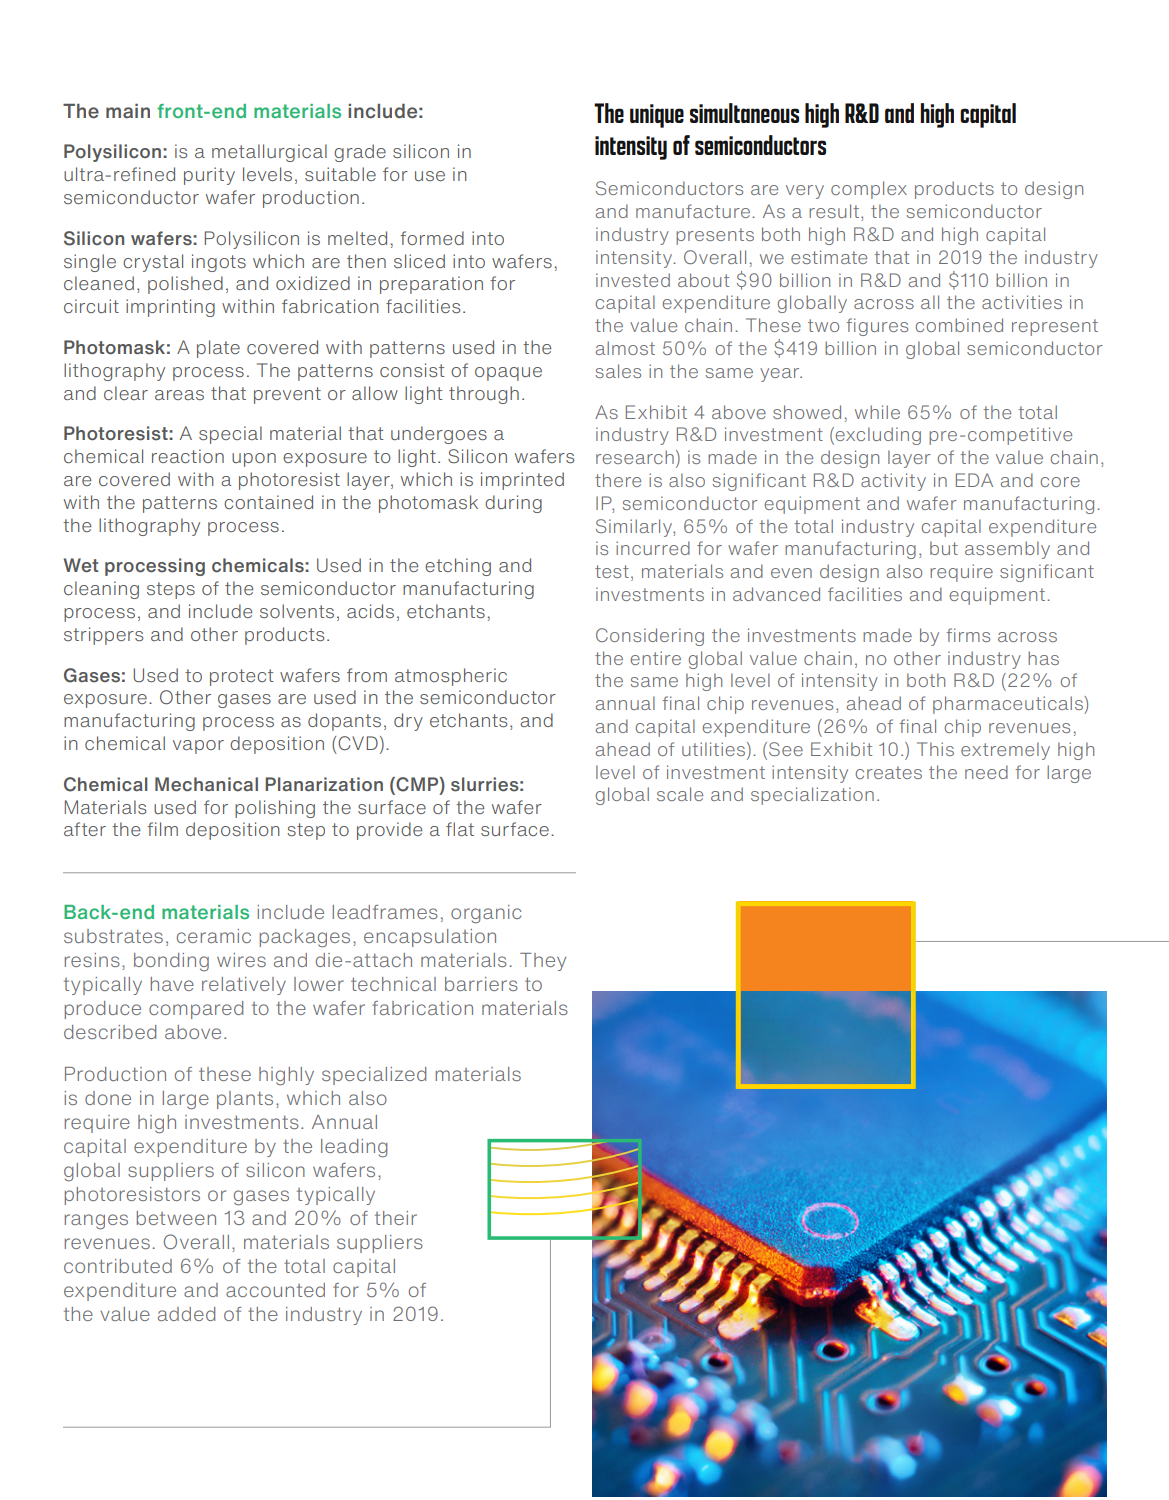 The main front-end materials include:
Polysilicon: is a metallurgical grade silicon in
ultra-refined purity levels, suitable for use in
semiconductor wafer production.
Silicon wafers: Polysilicon is melted, formed into
single crystal ingots which are then sliced into wafers,
cleaned, polished, and oxidized in preparation for
circuit imprinting within fabrication facilities.
Photomask: A plate covered with patterns used in the
lithography process. The patterns consist of opaque
and clear areas that prevent or allow light through.
Photoresist: A special material that undergoes a
chemical reaction upon exposure to light. Silicon wafers
are covered with a photoresist layer, which is imprinted
with the patterns contained in the photomask during
the lithography process.
Wet processing chemicals: Used in the etching and
cleaning steps of the semiconductor manufacturing
process, and include solvents, acids, etchants,
strippers and other products.
Gases: Used to protect wafers from atmospheric
exposure. Other gases are used in the semiconductor
manufacturing process as dopants, dry etchants, and
in chemical vapor deposition (CVD).
Chemical Mechanical Planarization (CMP) slurries:
Materials used for polishing the surface of the wafer
after the film deposition step to provide a flat surface.
Back-end materials include leadframes, organic
substrates, ceramic packages, encapsulation
resins, bonding wires and die-attach materials. They
typically have relatively lower technical barriers to
produce compared to the wafer fabrication materials
described above.
Production of these highly specialized materials
is done in large plants, which also
require high investments. Annual
capital expenditure by the leading
global suppliers of silicon wafers,
photoresistors or gases typically
ranges between 13 and 20% of their
revenues. Overall, materials suppliers
contributed 6% of the total capital
expenditure and accounted for 5% of
the value added of the industry in 2019.
The unique simultaneous high R&D and high capital
intensity of semiconductors
Semiconductors are very complex products to design
and manufacture. As a result, the semiconductor
industry presents both high R&D and high capital
intensity. Overall, we estimate that in 2019 the industry
invested about $90 billion in R&D and $110 billion in
capital expenditure globally across all the activities in
the value chain. These two figures combined represent
almost 50% of the $419 billion in global semiconductor
sales in the same year.
As Exhibit 4 above showed, while 65% of the total
industry R&D investment (excluding pre-competitive
research) is made in the design layer of the value chain,
there is also significant R&D activity in EDA and core
IP, semiconductor equipment and wafer manufacturing.
Similarly, 65% of the total industry capital expenditure
is incurred for wafer manufacturing, but assembly and
test, materials and even design also require significant
investments in advanced facilities and equipment.
Considering the investments made by firms across
the entire global value chain, no other industry has
the same high level of intensity in both R&D (22% of
annual final chip revenues, ahead of pharmaceuticals)
and capital expenditure (26% of final chip revenues,
ahead of utilities). (See Exhibit 10.) This extremely high
level of investment intensity creates the need for large
global scale and specialization.